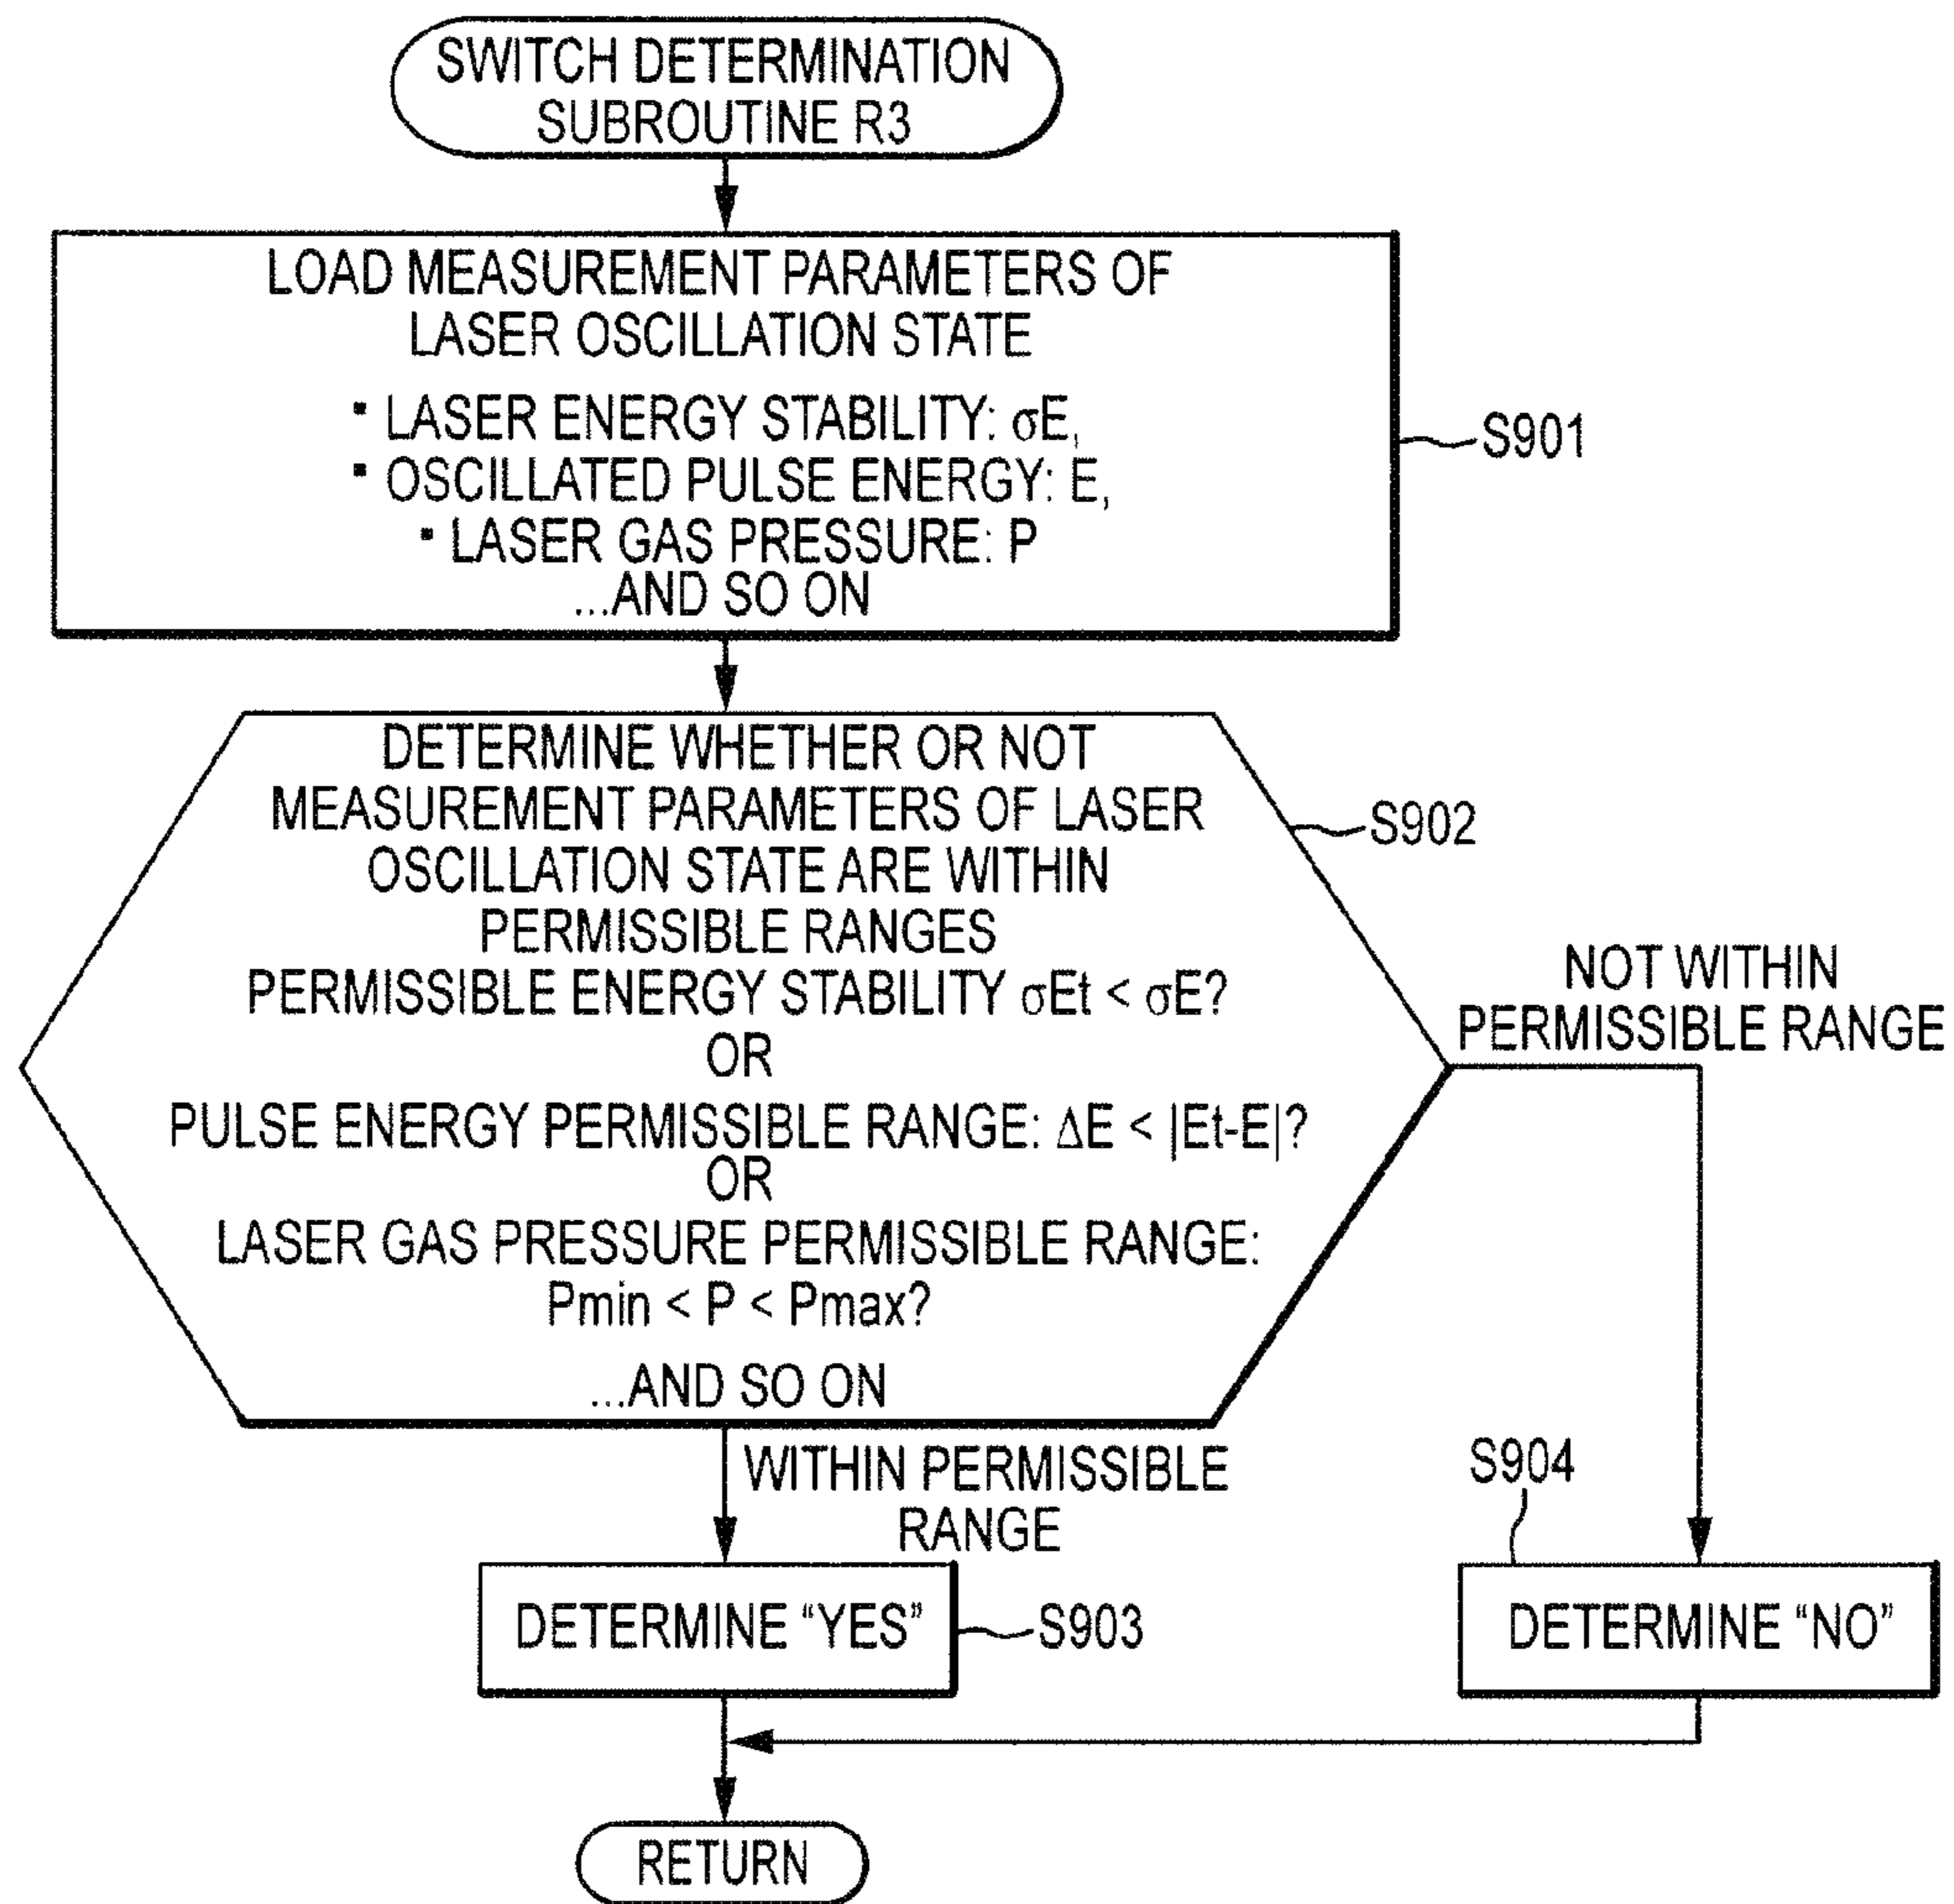 SWITCH DETERMINATION
SUBROUTINE R3
LOAD MEASUREMENT PARAMETERS OF
LASER OSCILLATION STATE
▪ LASER ENERGY STABILITY: σE,
▪ OSCILLATED PULSE ENERGY: E,
▪ LASER GAS PRESSURE: P
...AND SO ON
S901
DETERMINE WHETHER OR NOT
MEASUREMENT PARAMETERS OF LASER
OSCILLATION STATE ARE WITHIN
PERMISSIBLE RANGES
PERMISSIBLE ENERGY STABILITY σEt < σE?
OR
PULSE ENERGY PERMISSIBLE RANGE: ΔE < |Et-E|?
OR
LASER GAS PRESSURE PERMISSIBLE RANGE:
Pmin < P < Pmax?
...AND SO ON
S902
NOT WITHIN
PERMISSIBLE RANGE
WITHIN PERMISSIBLE
RANGE
DETERMINE “YES”
S903
S904
DETERMINE “NO”
RETURN